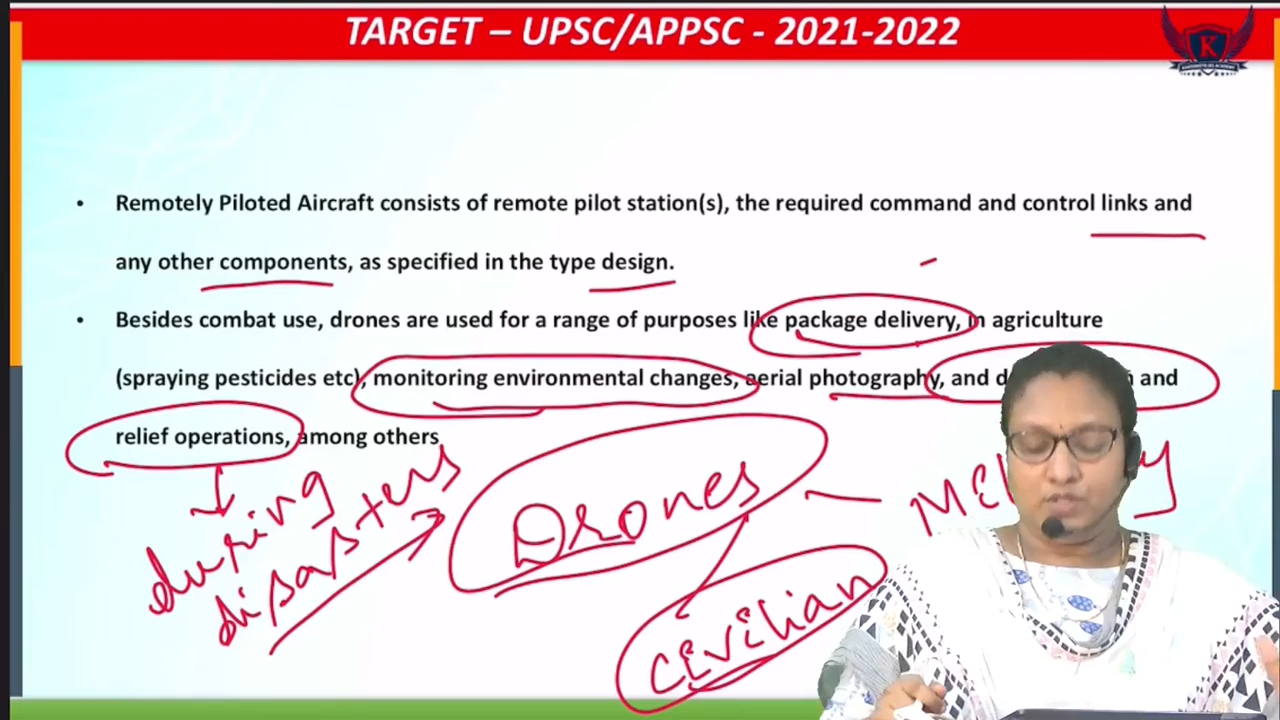 TARGET – UPSC/APPSC - 2021-2022
K
• Remotely Piloted Aircraft consists of remote pilot station(s), the required command and control links and
any other components, as specified in the type design.
• Besides combat use, drones are used for a range of purposes like package delivery, in agriculture
(spraying pesticides etc), monitoring environmental changes, aerial photography, and and
relief operations, among others
during
disasters
Drones
civilian